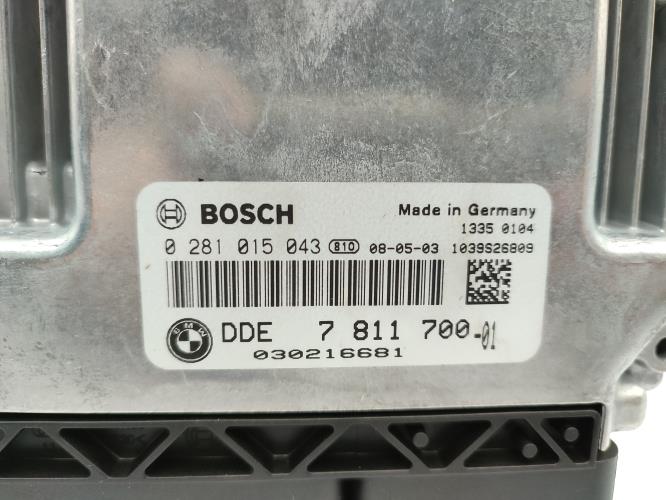 BOSCH
Made in Germany
1335 0104
0 281 015 043 810 08-05-03 1039S26809
BMW DDE 7 811 700-01
030216681